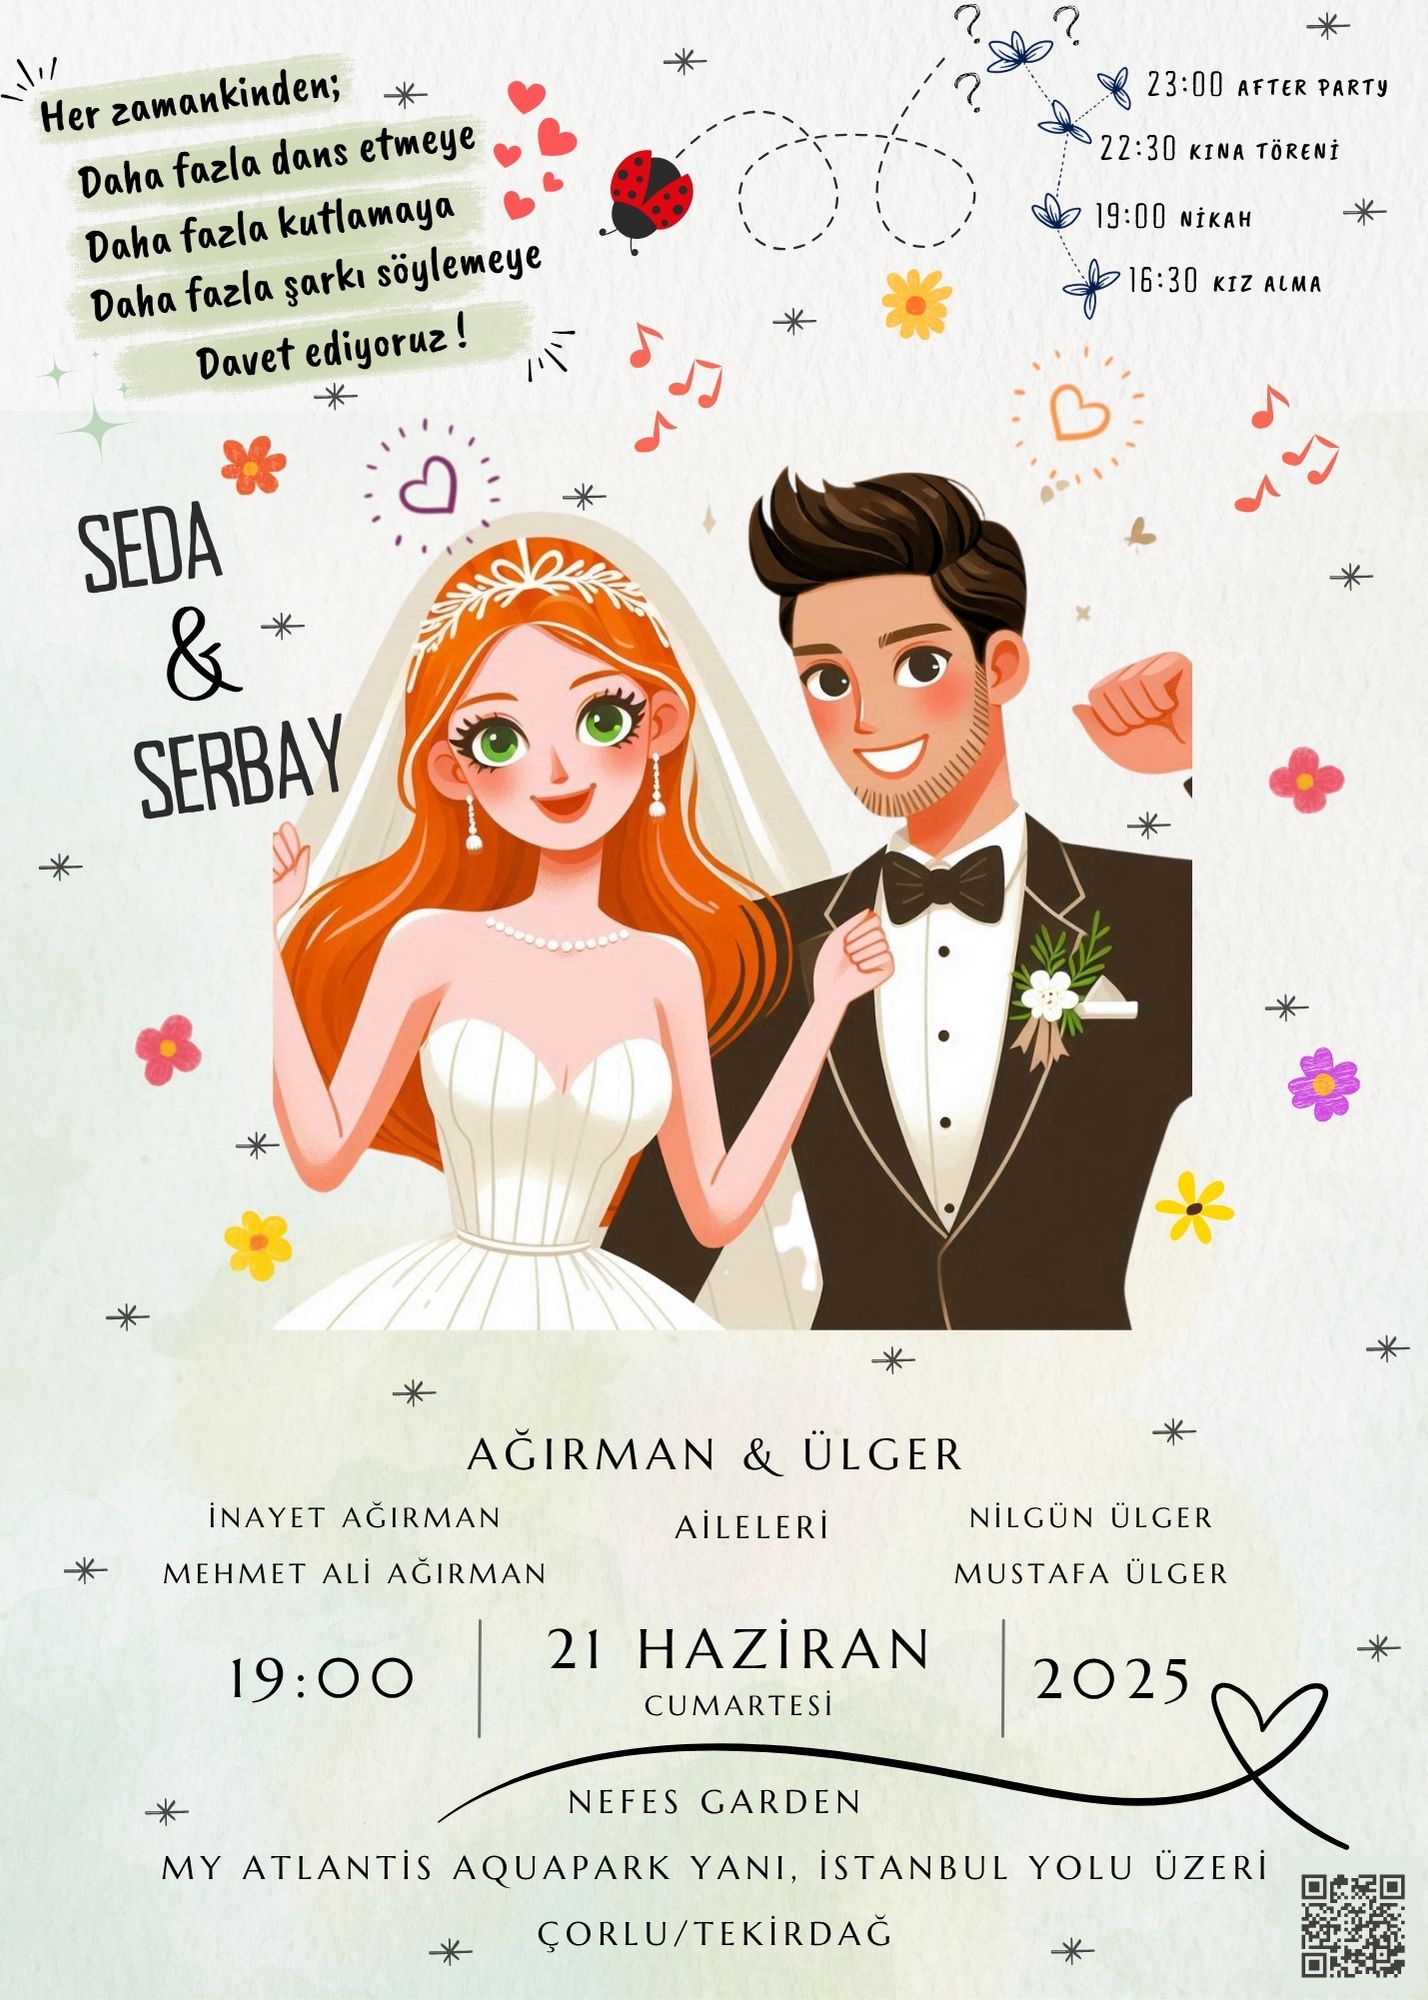 Her zamankinden;
Daha fazla dans etmeye
Daha fazla kutlamaya
Daha fazla şarkı söylemeye
Davet ediyoruz !
? ?
?
23:00 AFTER PARTY
22:30 KINA TÖRENİ
19:00 NİKAH
16:30 KIZ ALMA
SEDA
&
SERBAY
AĞIRMAN & ÜLGER
AİLELERİ
İNAYET AĞIRMAN
MEHMET ALİ AĞIRMAN
NİLGÜN ÜLGER
MUSTAFA ÜLGER
19:00
21 HAZİRAN
CUMARTESİ
2025
NEFES GARDEN
MY ATLANTİS AQUAPARK YANI, İSTANBUL YOLU ÜZERİ
ÇORLU/TEKİRDAĞ